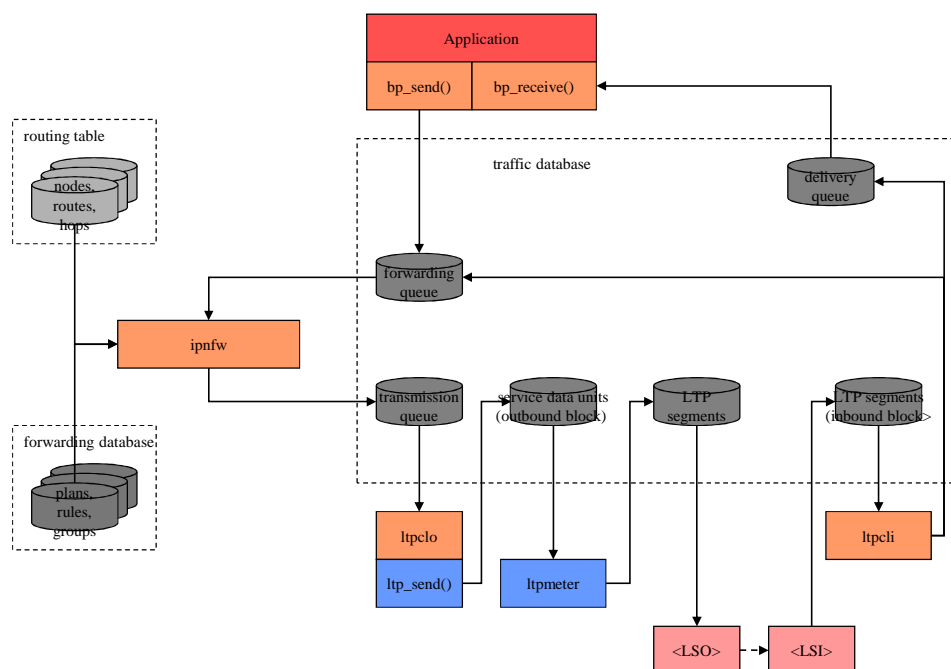 Application
bp_send()
bp_receive()
routing table
nodes,
routes,
hops
traffic database
delivery
queue
forwarding
queue
ipnfw
transmission
queue
service data units
(outbound block)
LTP
segments
LTP segments
(inbound block>
forwarding database
plans,
rules,
groups
ltpclo
ltp_send()
ltpmeter
ltpcli
<LSO>
<LSI>